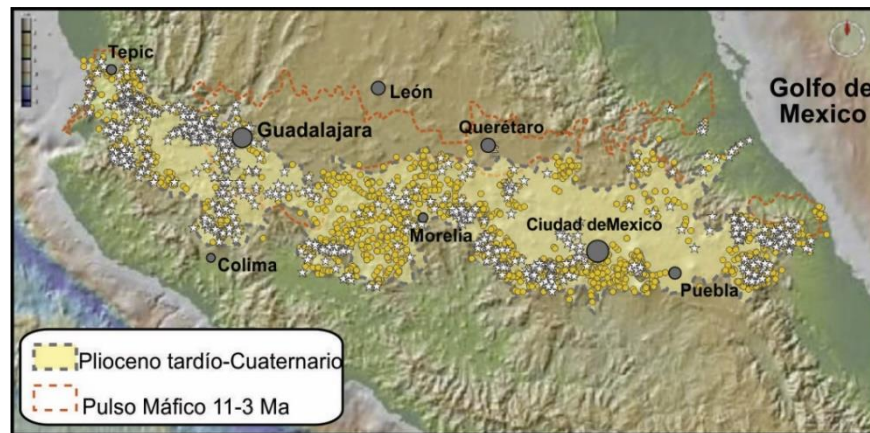 Tepic
León
Golfo de
Mexico
Guadalajara
Querétaro
Ciudad deMexico
Morelia
Colima
Puebla
Plioceno tardío-Cuaternario
Pulso Máfico 11-3 Ma